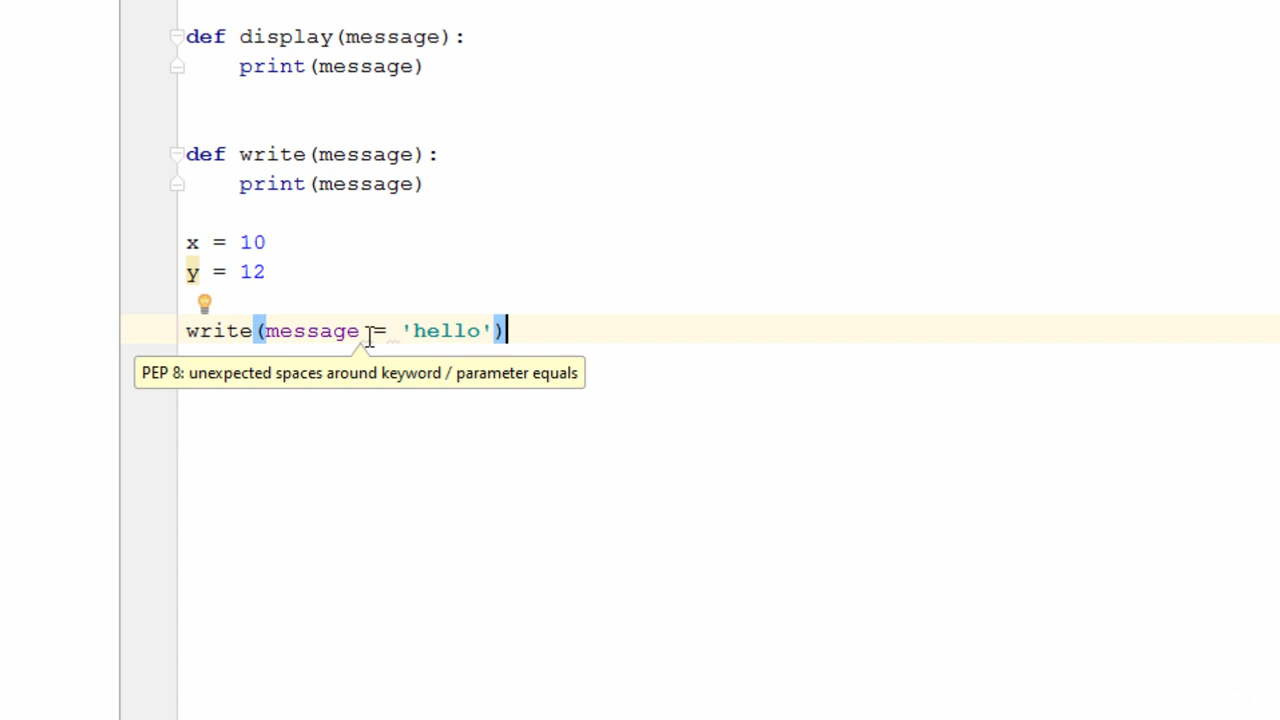 def display(message):
    print(message)
def write(message):
    print(message)
x = 10
y = 12
write(message = 'hello')
PEP 8: unexpected spaces around keyword / parameter equals